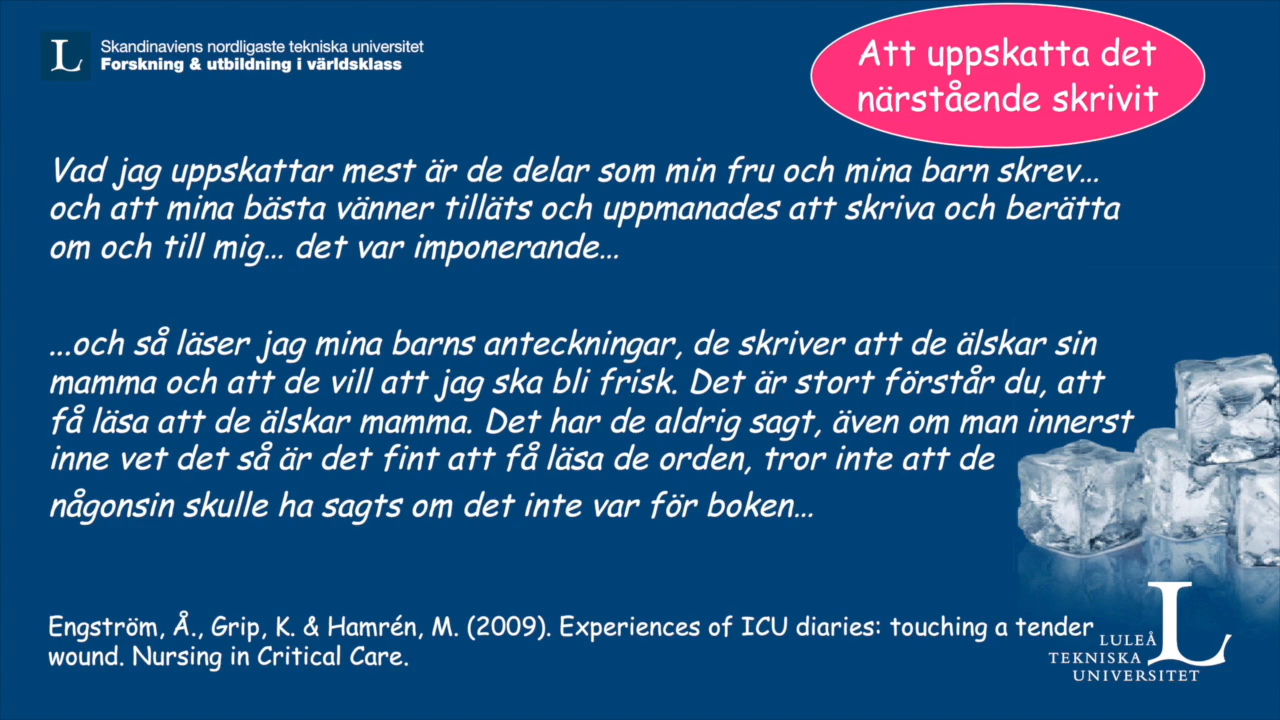 Skandinaviens nordligaste tekniska universitet
Forskning & utbildning i världsklass
Att uppskatta det
närstående skrivit
Vad jag uppskattar mest är de delar som min fru och mina barn skrev…
och att mina bästa vänner tilläts och uppmanades att skriva och berätta
om och till mig… det var imponerande…
...och så läser jag mina barns anteckningar, de skriver att de älskar sin
mamma och att de vill att jag ska bli frisk. Det är stort förstår du, att
få läsa att de älskar mamma. Det har de aldrig sagt, även om man innerst
inne vet det så är det fint att få läsa de orden, tror inte att de
någonsin skulle ha sagts om det inte var för boken…
Engström, Å., Grip, K. & Hamrén, M. (2009). Experiences of ICU diaries: touching a tender
wound. Nursing in Critical Care.
LULEÅ
TEKNISKA
UNIVERSITET